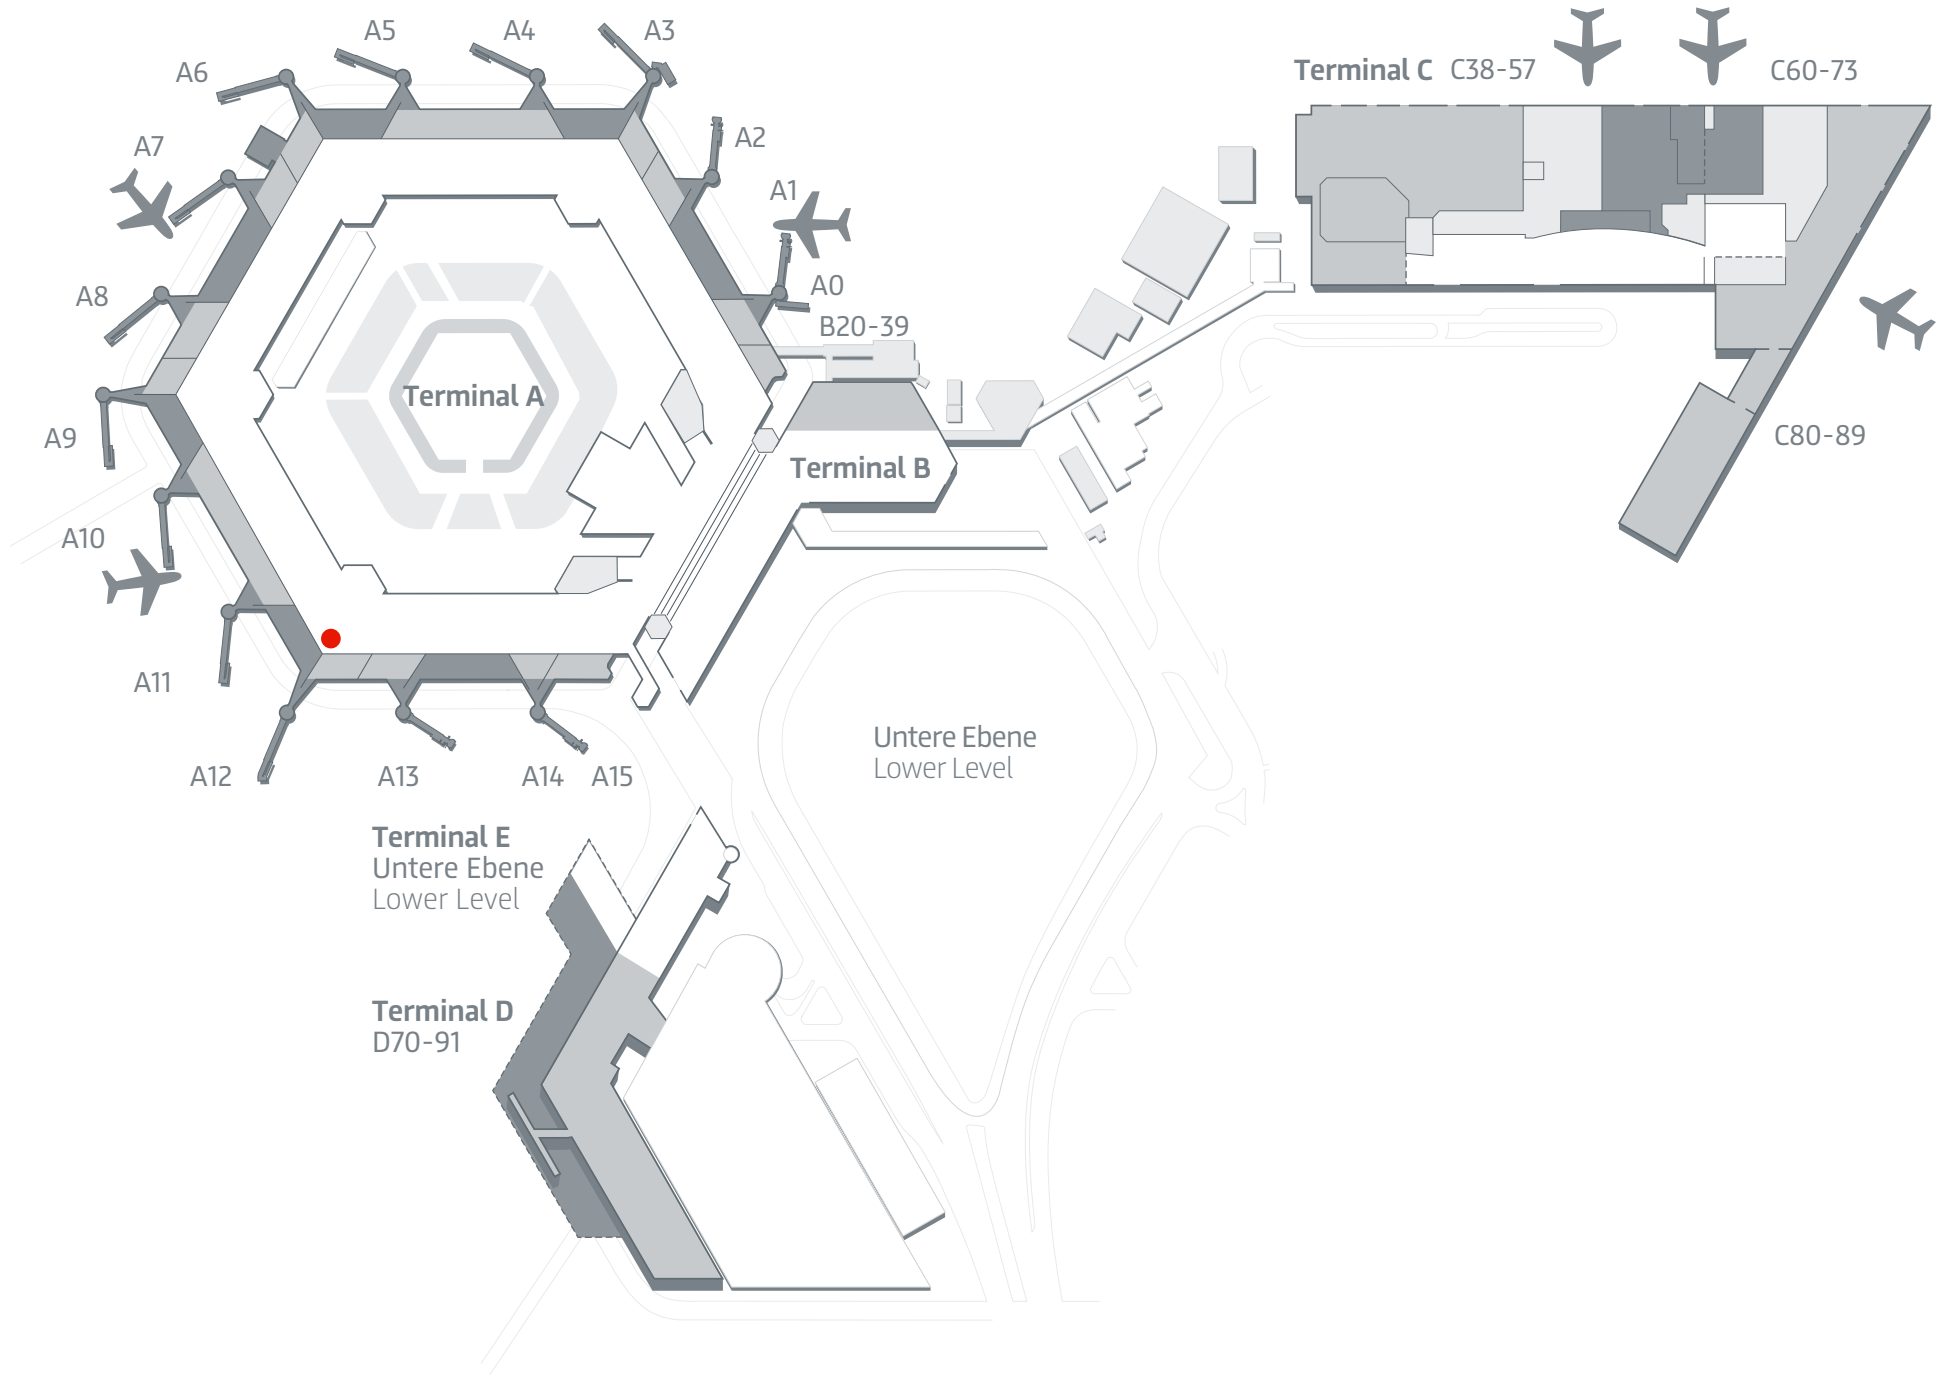 A5
A4
A3
A6
Terminal C C38-57
C60-73
A7
A2
A1
A8
A0
B20-39
Terminal A
A9
C80-89
Terminal B
A10
A11
Untere Ebene
Lower Level
A12
A13
A14
A15
Terminal E
Untere Ebene
Lower Level
Terminal D
D70-91